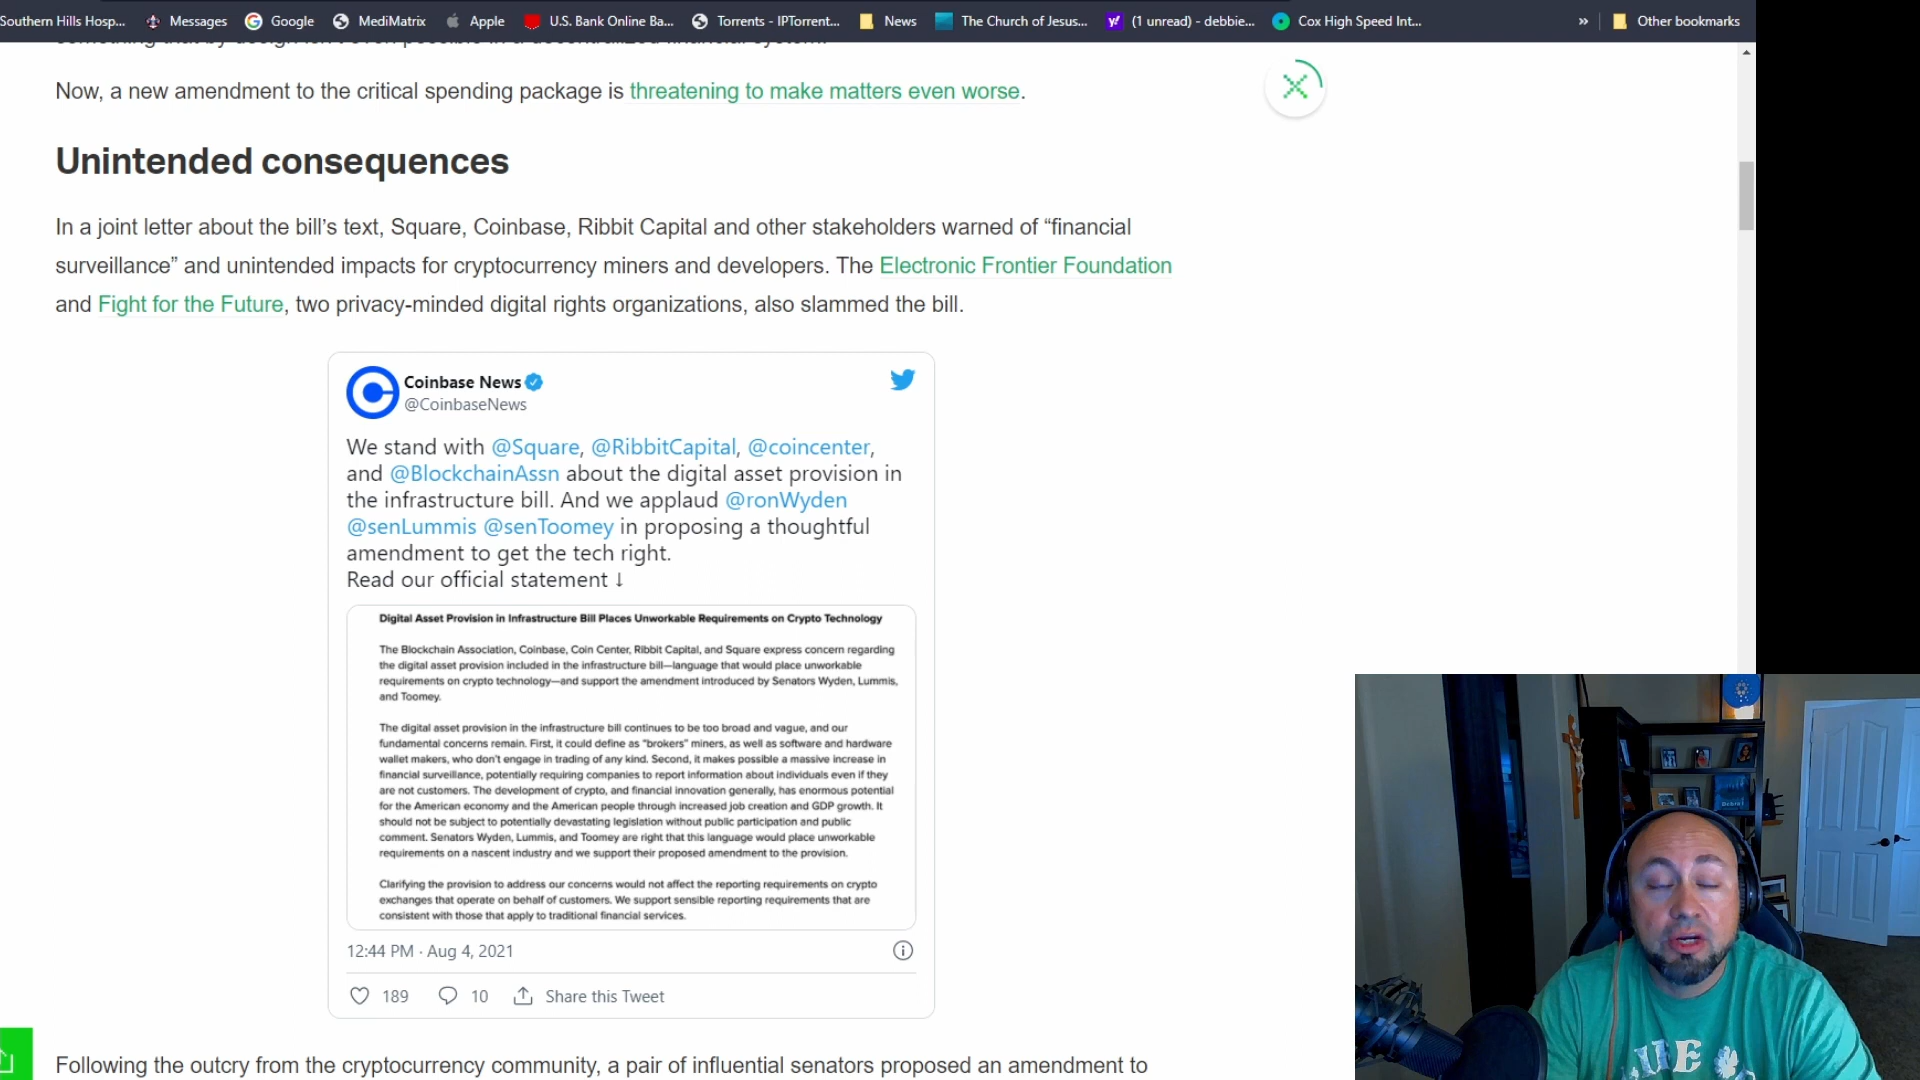 Southern Hills Hosp...
Messages
Google
MediMatrix
Apple
U.S. Bank Online Ba...
Torrents - IPTorrent...
News
The Church of Jesus...
(1 unread) - debbie...
Cox High Speed Int...
»
Other bookmarks
Now, a new amendment to the critical spending package is threatening to make matters even worse.
Unintended consequences
In a joint letter about the bill’s text, Square, Coinbase, Ribbit Capital and other stakeholders warned of “financial
surveillance” and unintended impacts for cryptocurrency miners and developers. The Electronic Frontier Foundation
and Fight for the Future, two privacy-minded digital rights organizations, also slammed the bill.
Coinbase News
@CoinbaseNews
We stand with @Square, @RibbitCapital, @coincenter,
and @BlockchainAssn about the digital asset provision in
the infrastructure bill. And we applaud @ronWyden
@senLummis @senToomey in proposing a thoughtful
amendment to get the tech right.
Read our official statement ↓
Digital Asset Provision in Infrastructure Bill Places Unworkable Requirements on Crypto Technology
The Blockchain Association, Coinbase, Coin Center, Ribbit Capital, and Square express concern regarding
the digital asset provision included in the infrastructure bill—language that would place unworkable
requirements on crypto technology—and support the amendment introduced by Senators Wyden, Lummis,
and Toomey.
The digital asset provision in the infrastructure bill continues to be too broad and vague, and our
fundamental concerns remain. First, it could define as "brokers" miners, as well as software and hardware
wallet makers, who don't engage in trading of any kind. Second, it makes possible a massive increase in
financial surveillance, potentially requiring companies to report information about individuals even if they
are not customers. The development of crypto, and financial innovation generally, has enormous potential
for the American economy and the American people through increased job creation and GDP growth. It
should not be subject to potentially devastating legislation without public participation and public
comment. Senators Wyden, Lummis, and Toomey are right that this language would place unworkable
requirements on a nascent industry and we support their proposed amendment to the provision.
Clarifying the provision to address our concerns would not affect the reporting requirements on crypto
exchanges that operate on behalf of customers. We support sensible reporting requirements that are
consistent with those that apply to traditional financial services.
12:44 PM · Aug 4, 2021
189
10
Share this Tweet
Following the outcry from the cryptocurrency community, a pair of influential senators proposed an amendment to